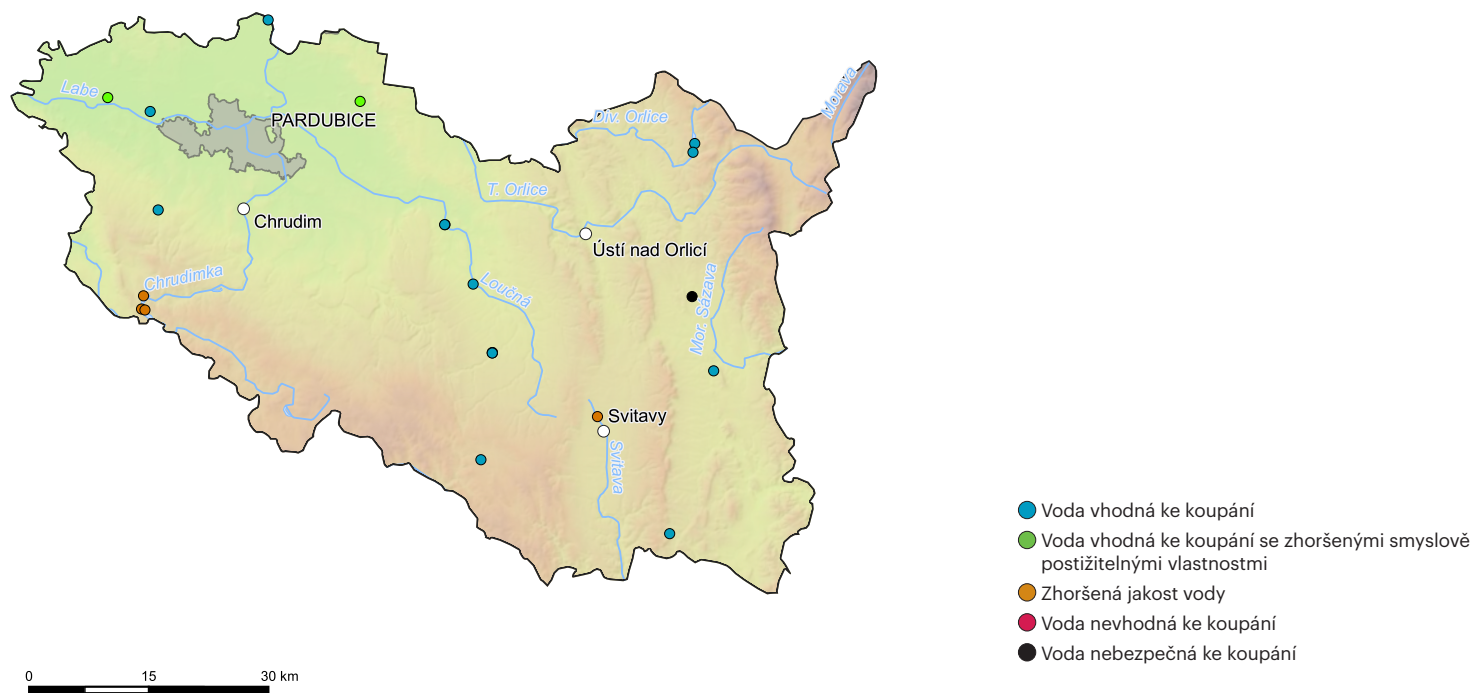 Labe
PARDUBICE
Div. Orlice
Morava
T. Orlice
Chrudim
Ústí nad Orlicí
Chrudimka
Loučná
Mor. Sázava
Svitavy
Svitava
Voda vhodná ke koupání
Voda vhodná ke koupání se zhoršenými smyslově
postižitelnými vlastnostmi
Zhoršená jakost vody
Voda nevhodná ke koupání
Voda nebezpečná ke koupání
0 15 30 km